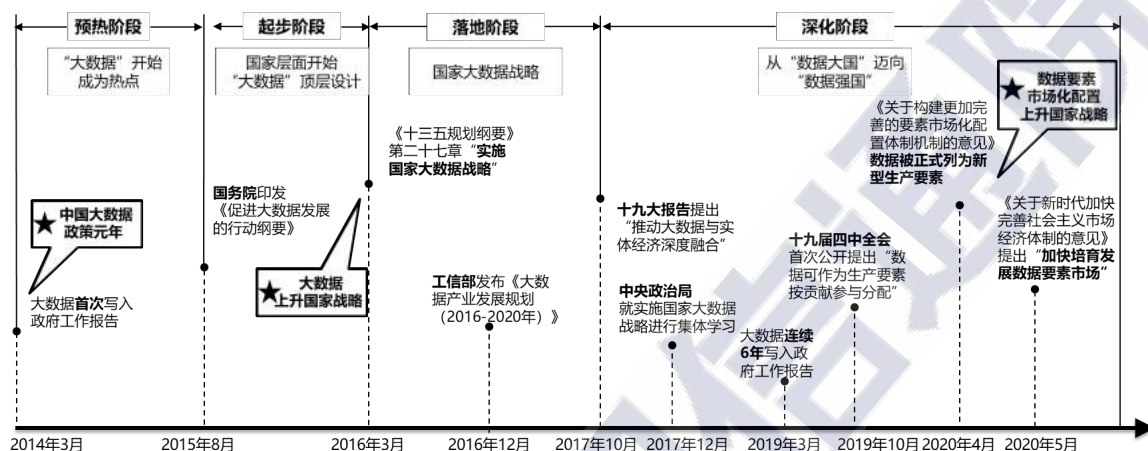 预热阶段
起步阶段
落地阶段
深化阶段
“大数据”开始
成为热点
国家层面开始
“大数据”顶层设计
国家大数据战略
从“数据大国”迈向
“数据强国”
★ 中国大数据
政策元年
大数据首次写入
政府工作报告
国务院印发
《促进大数据发展
的行动纲要》
★ 大数据
上升国家战略
《十三五规划纲要》
第二十七章“实施
国家大数据战略”
工信部发布《大数
据产业发展规划
（2016-2020年）》
十九大报告提出
“推动大数据与实
体经济深度融合”
中央政治局
就实施国家大数据
战略进行集体学习
大数据连续
6年写入政
府工作报告
十九届四中全会
首次公开提出“数
据可作为生产要素
按贡献参与分配”
《关于构建更加完
善的要素市场化配
置体制机制的意见》
数据被正式列为新
型生产要素
★ 数据要素
市场化配置
上升国家战略
《关于新时代加快
完善社会主义市场
经济体制的意见》
提出“加快培育发
展数据要素市场”
2014年3月
2015年8月
2016年3月
2016年12月
2017年10月
2017年12月
2019年3月
2019年10月
2020年4月
2020年5月